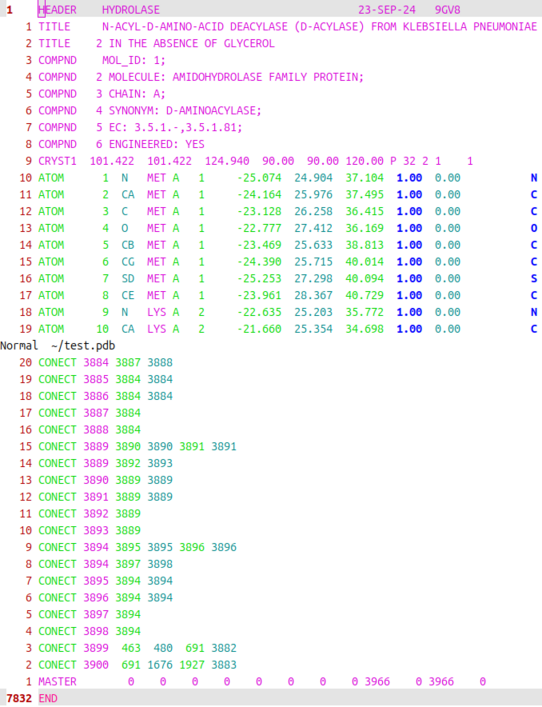 1 HEADER    HYDROLASE                               23-SEP-24   9GV8
1 TITLE     N-ACYL-D-AMINO-ACID DEACYLASE (D-ACYLASE) FROM KLEBSIELLA PNEUMONIAE
2 TITLE    2 IN THE ABSENCE OF GLYCEROL
3 COMPND    MOL_ID: 1;
4 COMPND   2 MOLECULE: AMIDOHYDROLASE FAMILY PROTEIN;
5 COMPND   3 CHAIN: A;
6 COMPND   4 SYNONYM: D-AMINOACYLASE;
7 COMPND   5 EC: 3.5.1.-,3.5.1.81;
8 COMPND   6 ENGINEERED: YES
9 CRYST1  101.422  101.422  124.940  90.00  90.00 120.00 P 32 2 1    1
10 ATOM      1  N   MET A   1     -25.074  24.904  37.104  1.00  0.00           N
11 ATOM      2  CA  MET A   1     -24.164  25.976  37.495  1.00  0.00           C
12 ATOM      3  C   MET A   1     -23.128  26.258  36.415  1.00  0.00           C
13 ATOM      4  O   MET A   1     -22.777  27.412  36.169  1.00  0.00           O
14 ATOM      5  CB  MET A   1     -23.469  25.633  38.813  1.00  0.00           C
15 ATOM      6  CG  MET A   1     -24.390  25.715  40.014  1.00  0.00           C
16 ATOM      7  SD  MET A   1     -25.253  27.298  40.094  1.00  0.00           S
17 ATOM      8  CE  MET A   1     -23.961  28.367  40.729  1.00  0.00           C
18 ATOM      9  N   LYS A   2     -22.635  25.203  35.772  1.00  0.00           N
19 ATOM     10  CA  LYS A   2     -21.660  25.354  34.698  1.00  0.00           C
Normal  ~/test.pdb
20 CONECT 3884 3887 3888
19 CONECT 3885 3884 3884
18 CONECT 3886 3884 3884
17 CONECT 3887 3884
16 CONECT 3888 3884
15 CONECT 3889 3890 3890 3891 3891
14 CONECT 3889 3892 3893
13 CONECT 3890 3889 3889
12 CONECT 3891 3889 3889
11 CONECT 3892 3889
10 CONECT 3893 3889
9 CONECT 3894 3895 3895 3896 3896
8 CONECT 3894 3897 3898
7 CONECT 3895 3894 3894
6 CONECT 3896 3894 3894
5 CONECT 3897 3894
4 CONECT 3898 3894
3 CONECT 3899  463  480  691 3882
2 CONECT 3900  691 1676 1927 3883
1 MASTER        0    0    0    0    0    0    0    0 3966    0 3966    0
7832 END